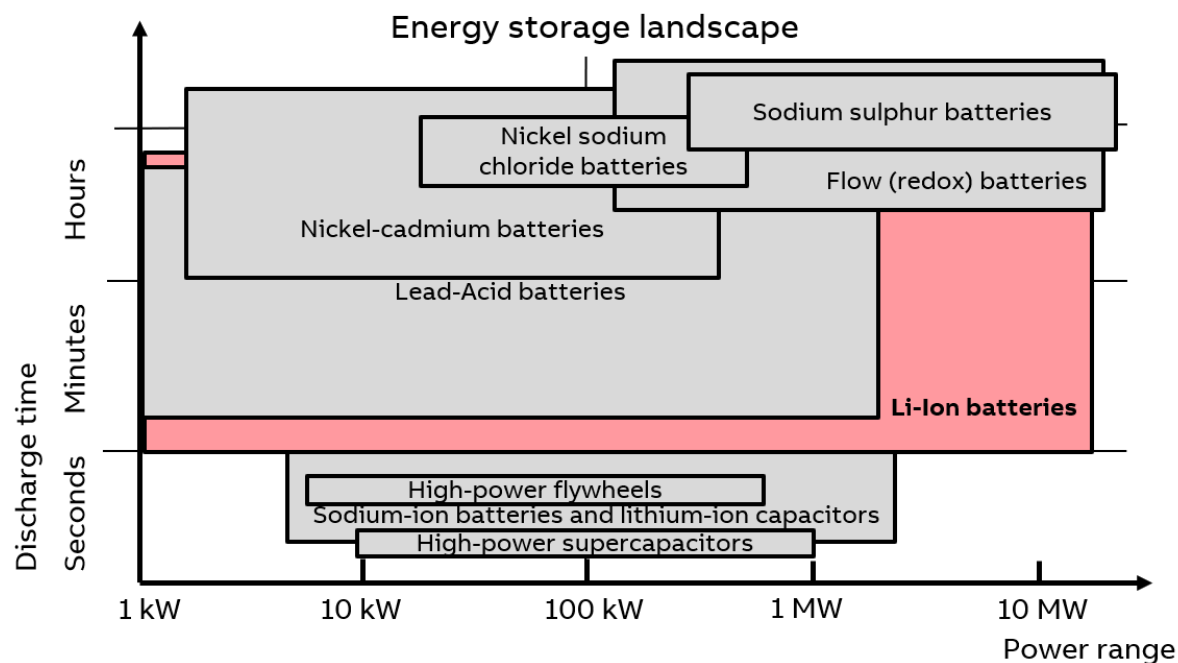 Energy storage landscape
Sodium sulphur batteries
Nickel sodium
chloride batteries
Flow (redox) batteries
Nickel-cadmium batteries
Lead-Acid batteries
Li-Ion batteries
High-power flywheels
Sodium-ion batteries and lithium-ion capacitors
High-power supercapacitors
Discharge time
Hours
Minutes
Seconds
1 kW
10 kW
100 kW
1 MW
10 MW
Power range